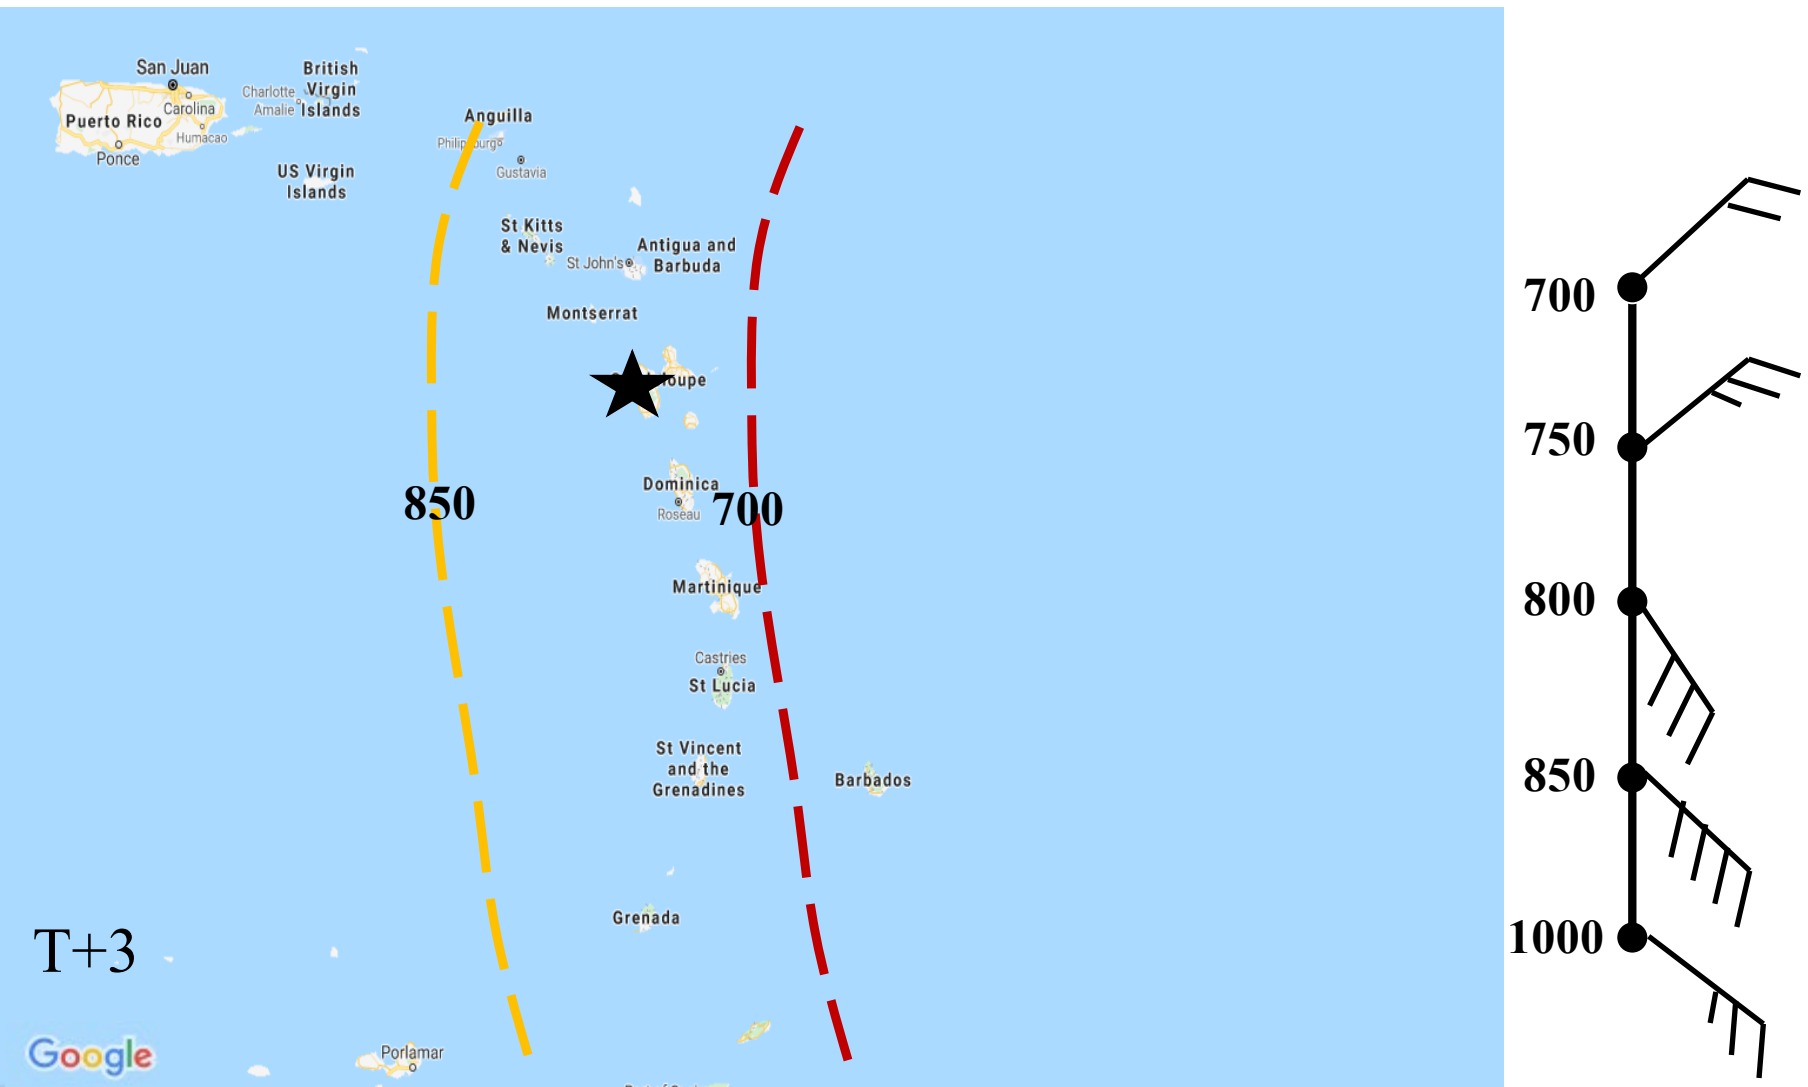 San Juan
Carolina
Puerto Rico
Humacao
Ponce
British
Virgin
Islands
Charlotte
Amalie
US Virgin
Islands
Anguilla
Gustavia
St Kitts
& Nevis
Antigua and
Barbuda
St John's
Montserrat
Dominica
Roseau
850
700
Martinique
Castries
St Lucia
St Vincent
and the
Grenadines
Barbados
Grenada
T+3
Google
Porlamar
700
750
800
850
1000